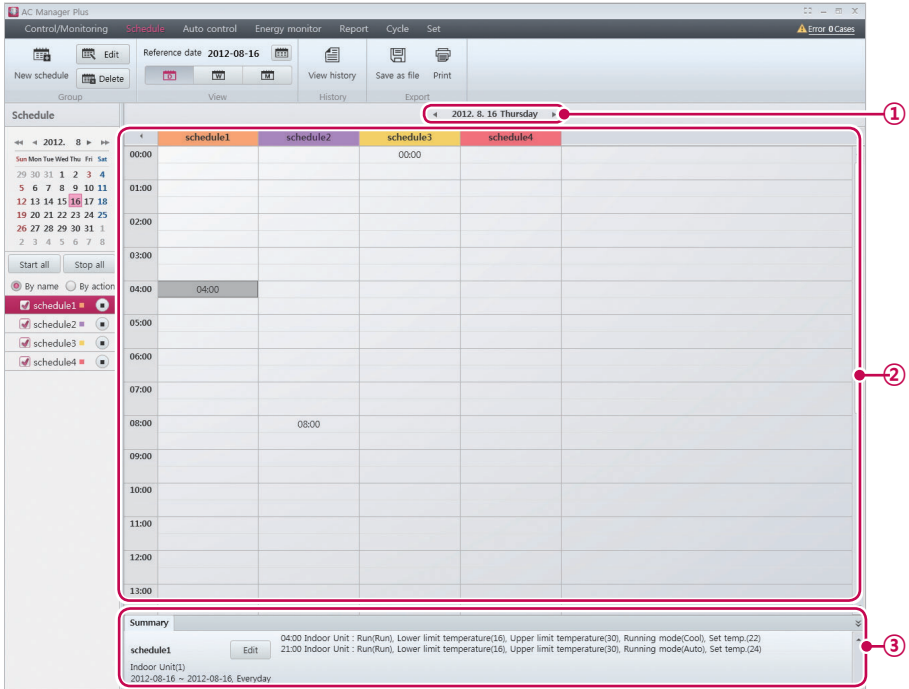 AC Manager Plus
Control/Monitoring Schedule Auto control Energy monitor Report Cycle Set Error 0 Cases
New schedule Edit Delete Reference date 2012-08-16 D W M View history Save as file Print
Group View History Export
Schedule 2012. 8. 16 Thursday ①
2012. 8
Sun Mon Tue Wed Thu Fri Sat
29 30 31 1 2 3 4
5 6 7 8 9 10 11
12 13 14 15 16 17 18
19 20 21 22 23 24 25
26 27 28 29 30 31 1
2 3 4 5 6 7 8
Start all Stop all
By name By action
schedule1
schedule2
schedule3
schedule4
schedule1 schedule2 schedule3 schedule4
00:00 00:00
01:00
02:00
03:00
04:00 04:00
05:00
06:00
②
07:00
08:00 08:00
09:00
10:00
11:00
12:00
13:00
Summary
schedule1 Edit
Indoor Unit(1)
2012-08-16 ~ 2012-08-16, Everyday
04:00 Indoor Unit : Run(Run), Lower limit temperature(16), Upper limit temperature(30), Running mode(Cool), Set temp.(22)
21:00 Indoor Unit : Run(Run), Lower limit temperature(16), Upper limit temperature(30), Running mode(Auto), Set temp.(24)
③